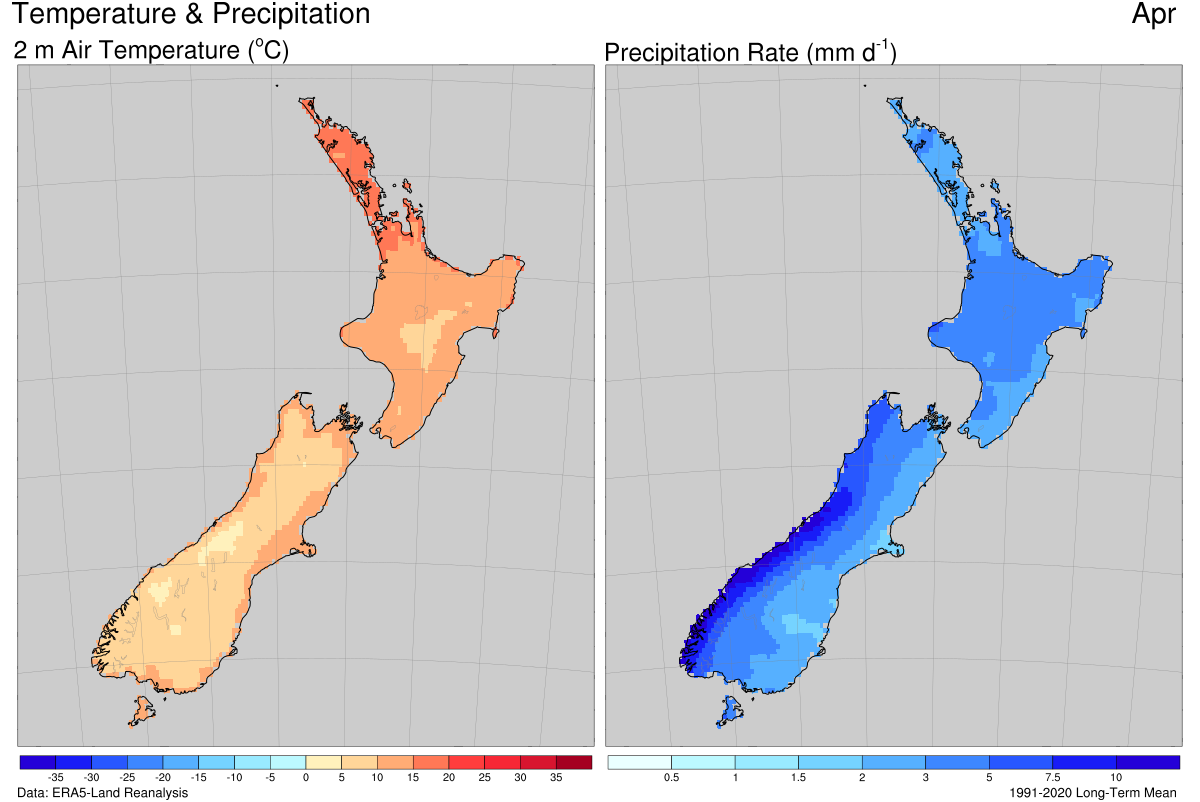 Temperature & Precipitation Apr
2 m Air Temperature (°C) Precipitation Rate (mm d⁻¹)
-35 -30 -25 -20 -15 -10 -5 0 5 10 15 20 25 30 35
0.5 1 1.5 2 3 5 7.5 10
Data: ERA5-Land Reanalysis 1991-2020 Long-Term Mean